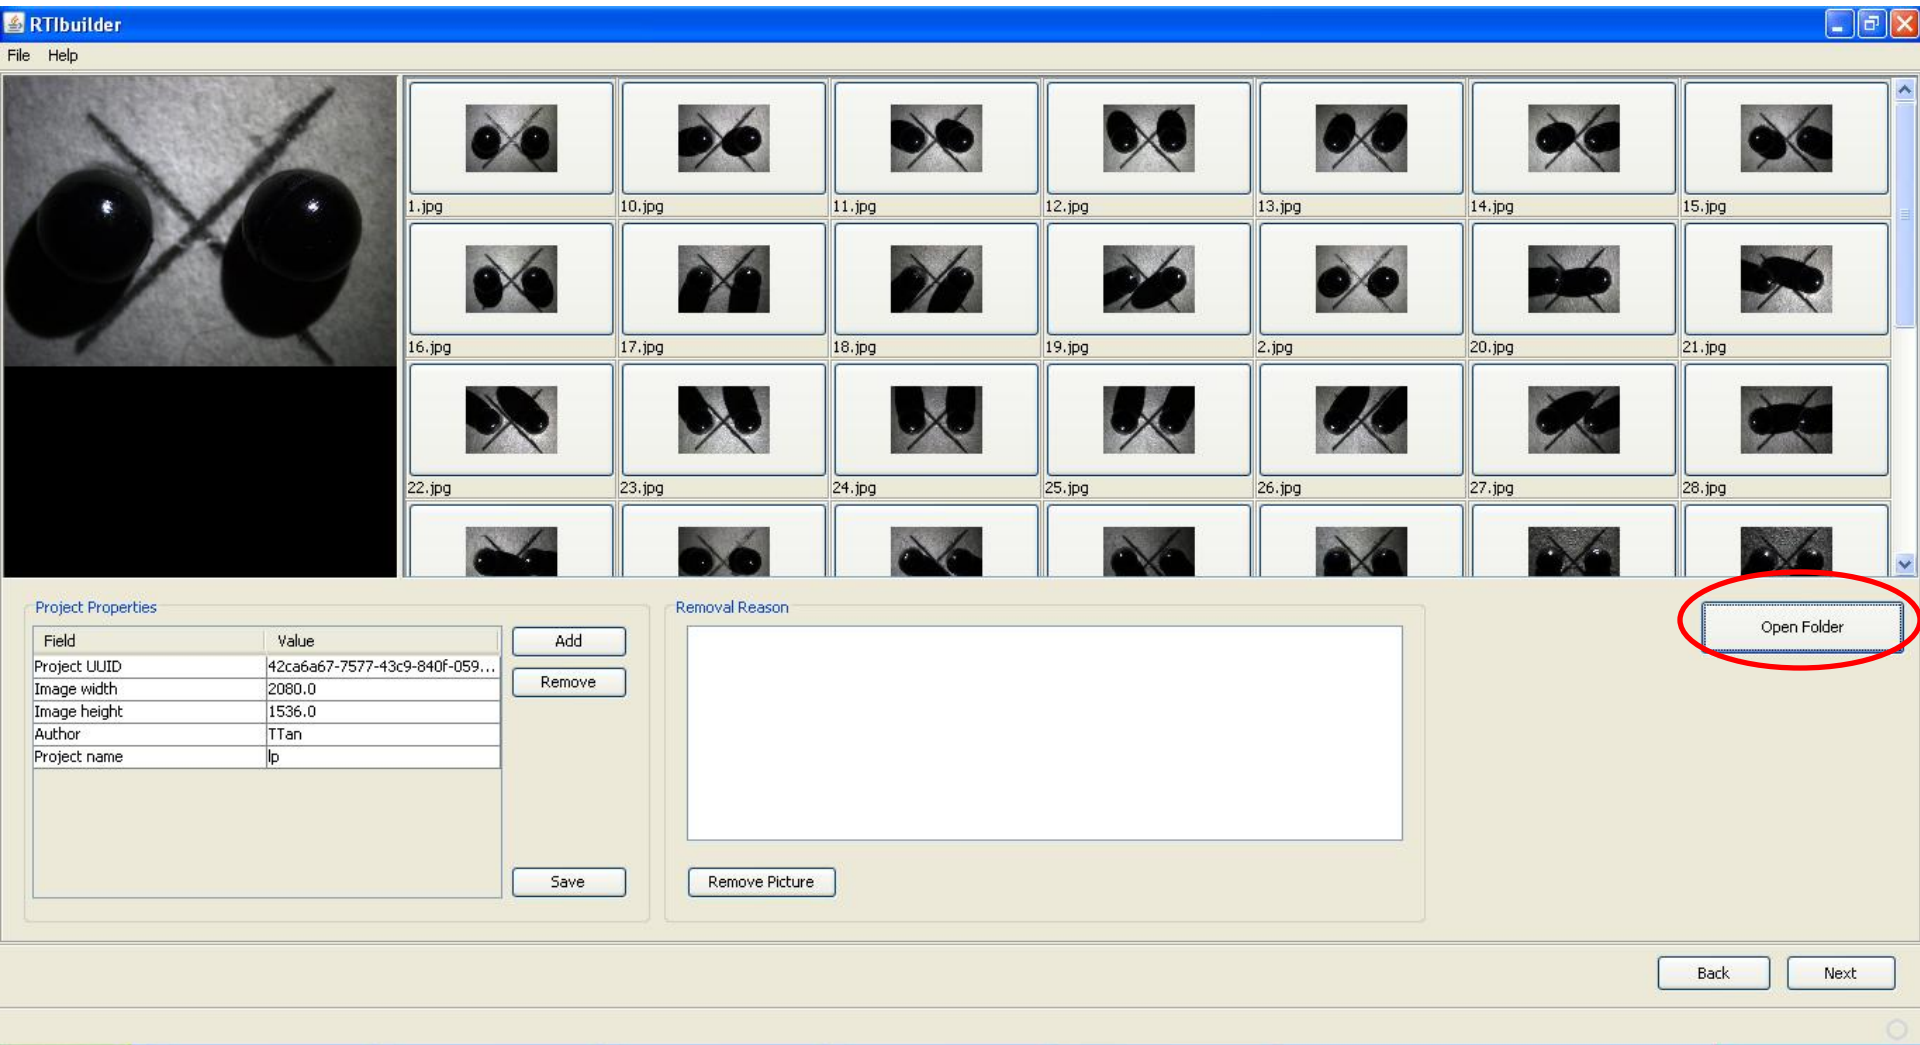 RTIbuilder
File Help
1.jpg 10.jpg 11.jpg 12.jpg 13.jpg 14.jpg 15.jpg
16.jpg 17.jpg 18.jpg 19.jpg 2.jpg 20.jpg 21.jpg
22.jpg 23.jpg 24.jpg 25.jpg 26.jpg 27.jpg 28.jpg
Project Properties
Field Value
Project UUID 42ca6a67-7577-43c9-840f-059...
Image width 2080.0
Image height 1536.0
Author TTan
Project name lp
Add
Remove
Save
Removal Reason
Remove Picture
Open Folder
Back Next